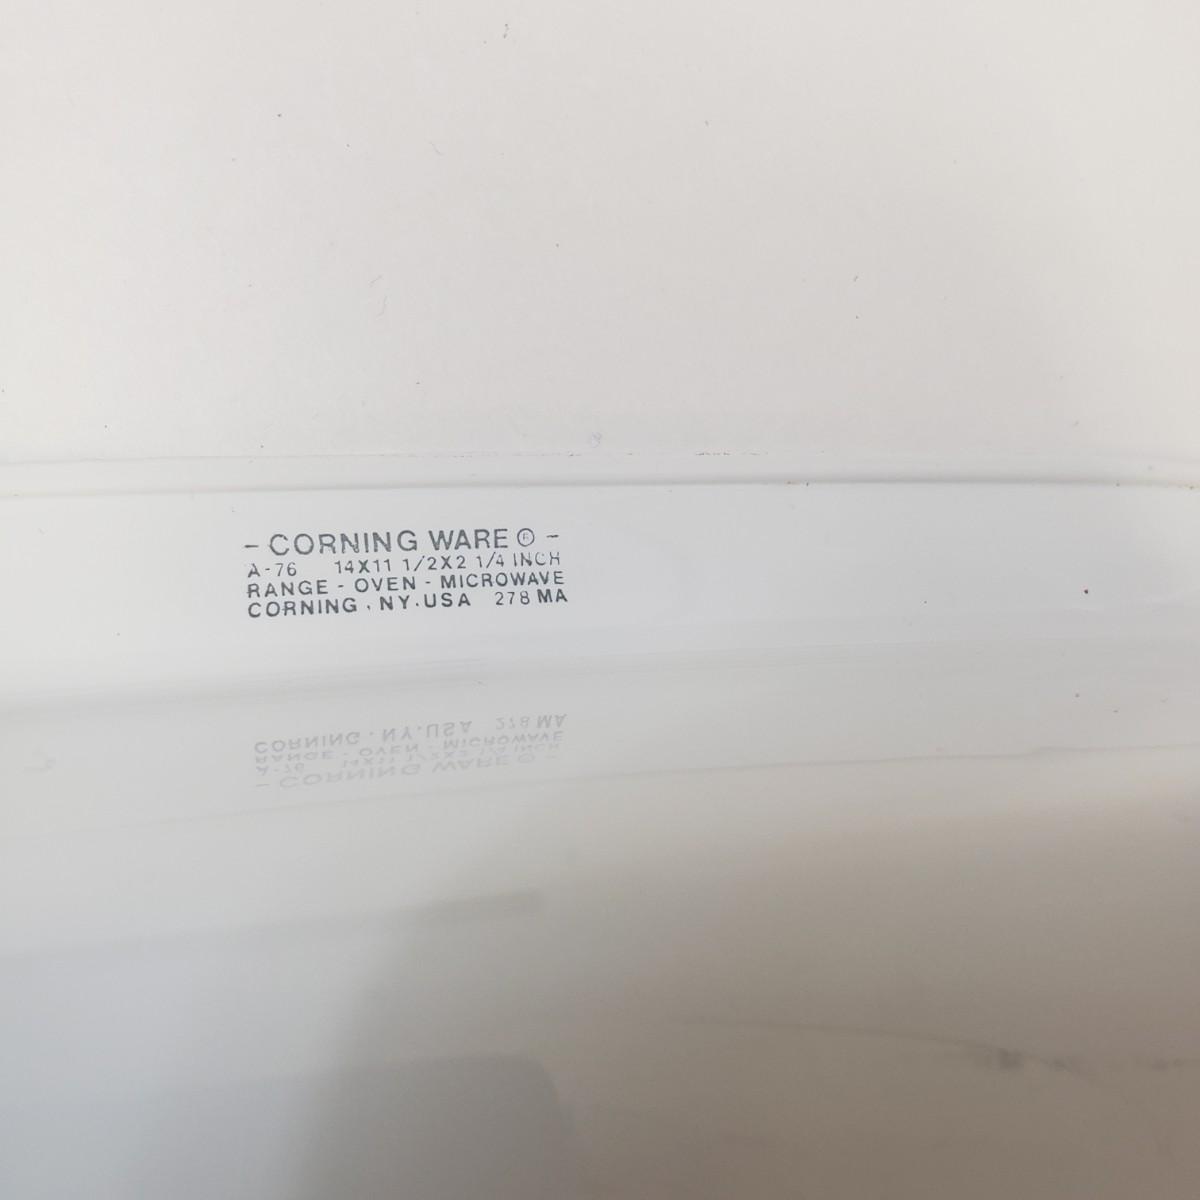 - CORNING WARE ® -
A-76 14X11 1/2X2 1/4 INCH
RANGE - OVEN - MICROWAVE
CORNING . NY. USA 278 MA